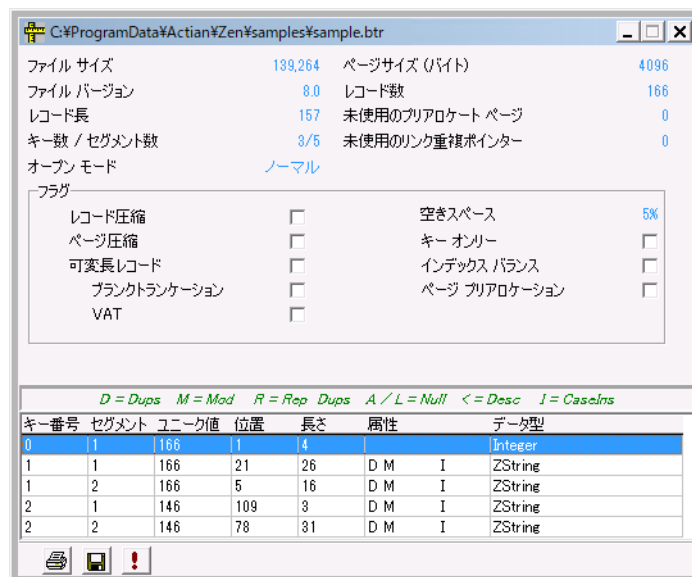 C:¥ProgramData¥Actian¥Zen¥samples¥sample.btr
ファイル サイズ 139,264 ページサイズ (バイト) 4096
ファイル バージョン 8.0 レコード数 166
レコード長 157 未使用のプリアロケート ページ 0
キー数 / セグメント数 3/5 未使用のリンク重複ポインター 0
オープン モード ノーマル
フラグ
レコード圧縮 空きスペース 5%
ページ圧縮 キー オンリー
可変長レコード インデックス バランス
ブランクトランケーション ページ プリアロケーション
VAT
D = Dups M = Mod R = Rep Dups A / L = Null < = Desc I = CaseIns
キー番号 セグメント ユニーク値 位置 長さ 属性 データ型
0 1 166 1 4 Integer
1 1 166 21 26 D M I ZString
1 2 166 5 16 D M I ZString
2 1 146 109 3 D M I ZString
2 2 146 78 31 D M I ZString